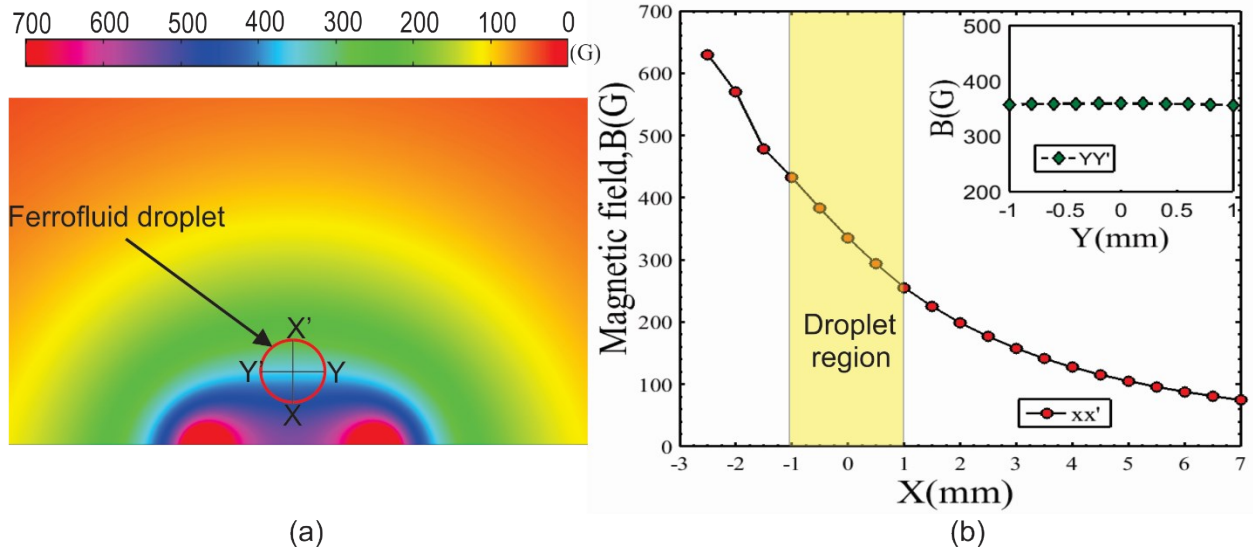 700 600 500 400 300 200 100 0
(G)
Ferrofluid droplet
X’
Y’ Y
X
(a)
Magnetic field,B(G)
700
600
500
400
300
200
100
0
-3 -2 -1 0 1 2 3 4 5 6 7
X(mm)
Droplet
region
xx'
B(G)
500
400
300
200
-1 -0.5 0 0.5 1
Y(mm)
YY'
(b)